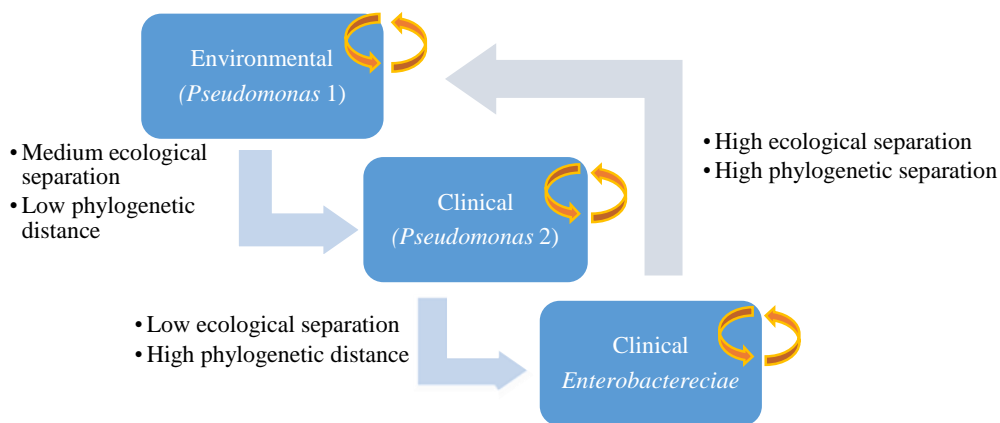 Environmental
(Pseudomonas 1)
• Medium ecological
separation
• Low phylogenetic
distance
• High ecological separation
• High phylogenetic separation
Clinical
(Pseudomonas 2)
• Low ecological separation
• High phylogenetic distance
Clinical
Enterobactereciae